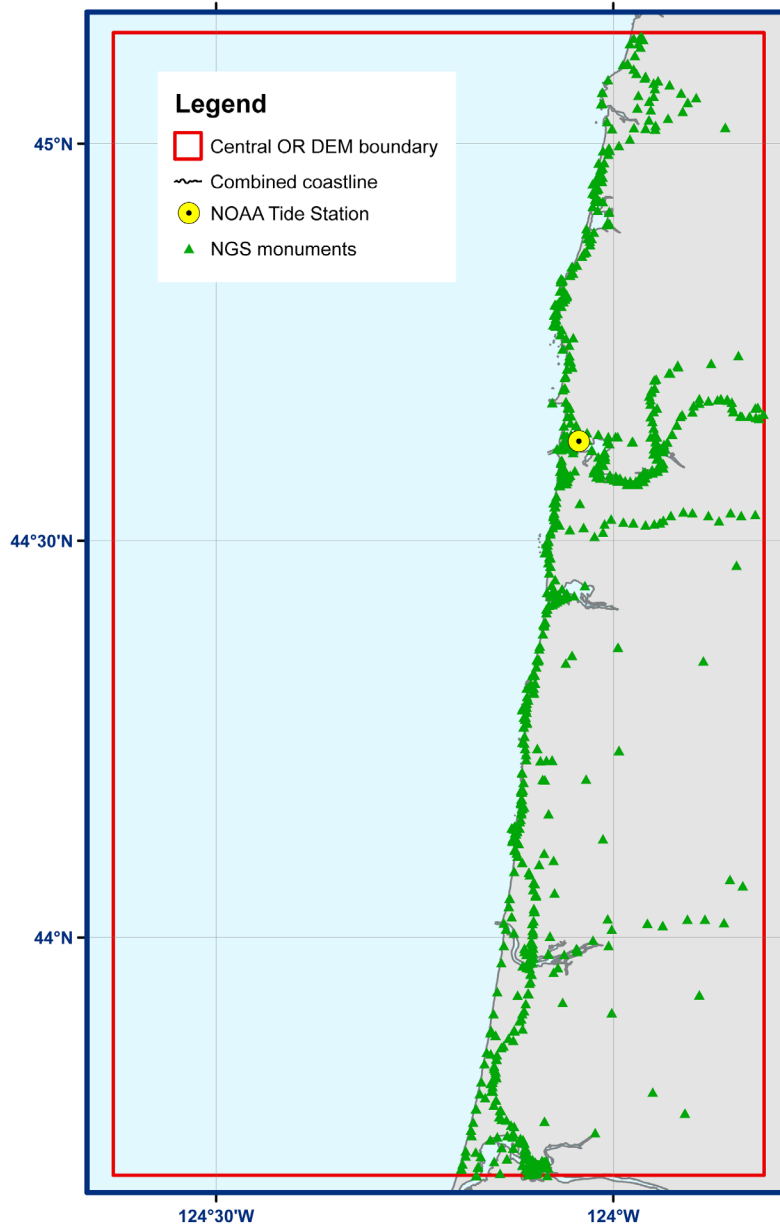 Legend
Central OR DEM boundary
Combined coastline
NOAA Tide Station
NGS monuments
45°N
44°30'N
44°N
124°30'W
124°W